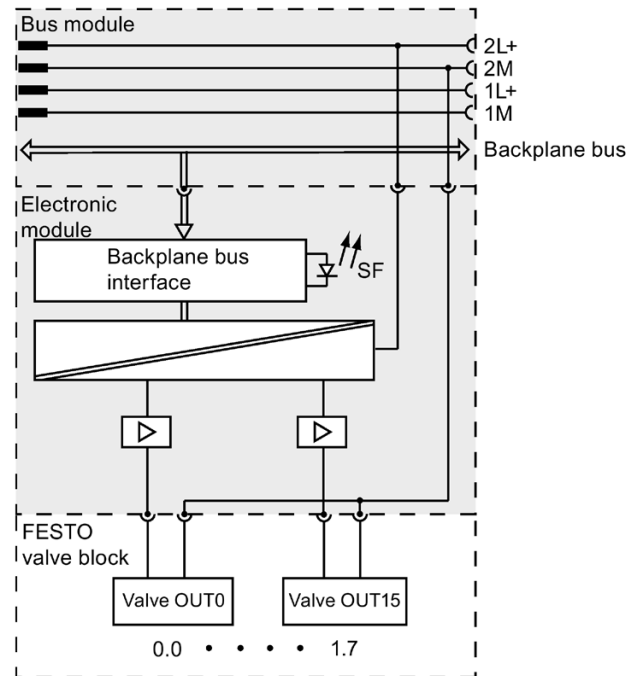 Bus module
2L+
2M
1L+
1M
Backplane bus
Electronic
module
Backplane bus
interface
SF
FESTO
valve block
Valve OUT0
Valve OUT15
0.0 • • • • 1.7